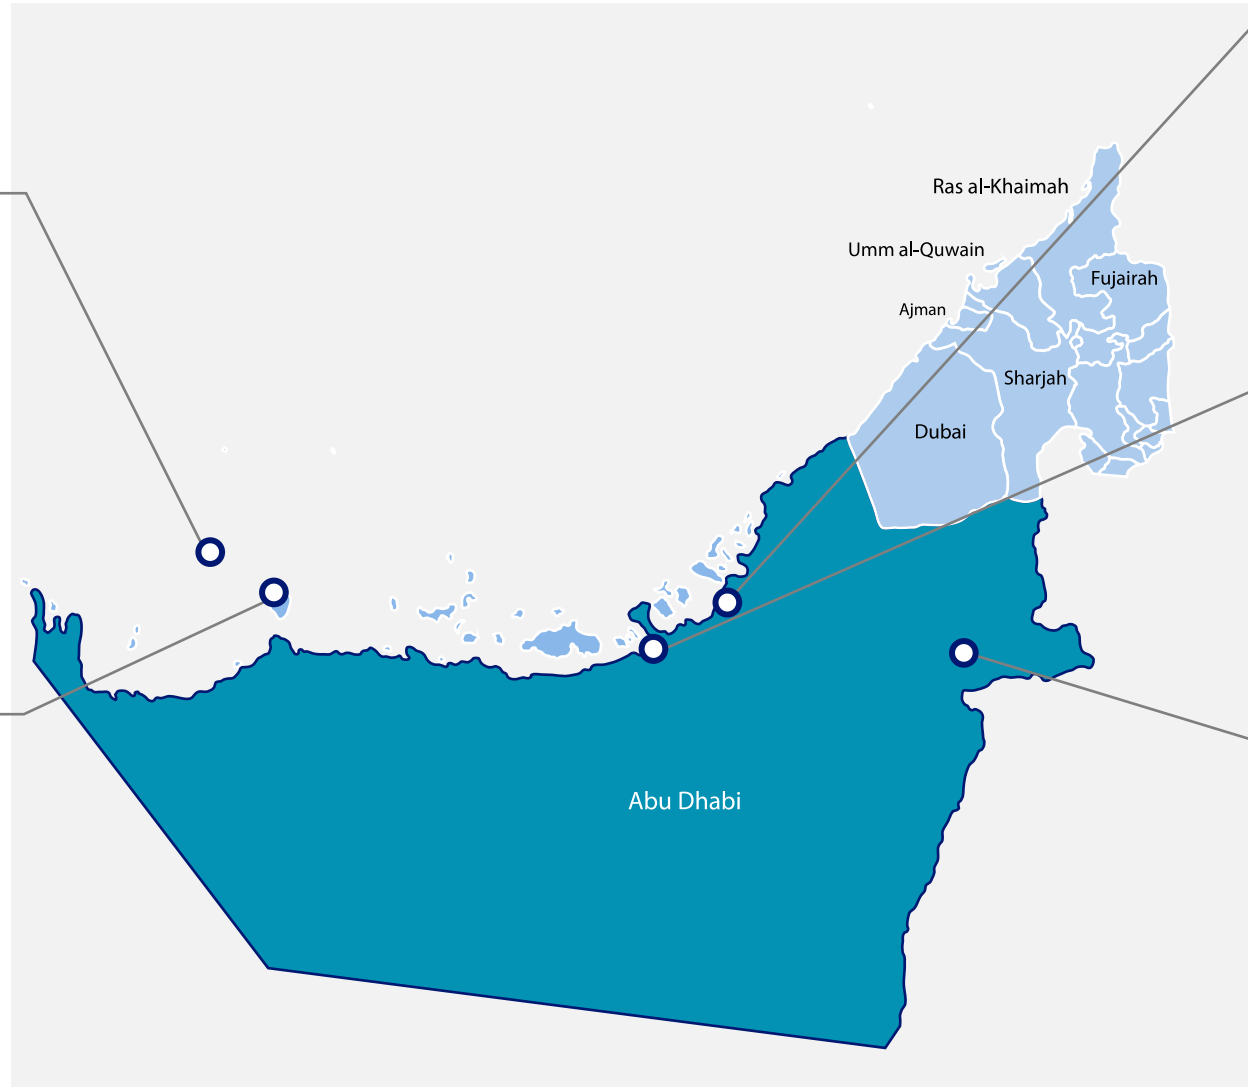 Ras al-Khaimah
Umm al-Quwain
Fujairah
Ajman
Sharjah
Dubai
Abu Dhabi